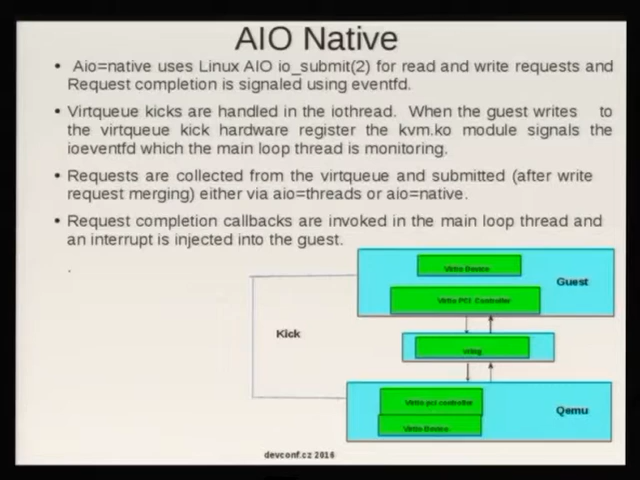 AIO Native
• Aio=native uses Linux AIO io_submit(2) for read and write requests and
Request completion is signaled using eventfd.
• Virtqueue kicks are handled in the iothread. When the guest writes to
the virtqueue kick hardware register the kvm.ko module signals the
ioeventfd which the main loop thread is monitoring.
• Requests are collected from the virtqueue and submitted (after write
request merging) either via aio=threads or aio=native.
• Request completion callbacks are invoked in the main loop thread and
an interrupt is injected into the guest.
.
Virtio Device
Guest
Virtio PCI Controller
Kick
vring
Virtio pci controller
Qemu
Virtio Device
devconf.cz 2016